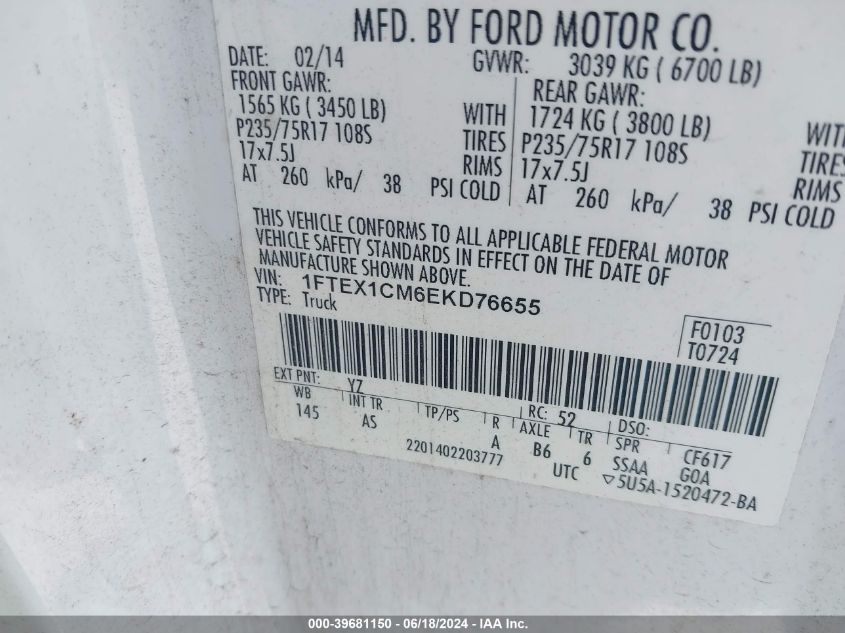 MFD. BY FORD MOTOR CO.
DATE: 02/14 GVWR: 3039 KG ( 6700 LB)
FRONT GAWR: REAR GAWR:
1565 KG ( 3450 LB) WITH 1724 KG ( 3800 LB) WITH
P235/75R17 108S TIRES P235/75R17 108S TIRES
17x7.5J RIMS 17x7.5J RIMS
AT 260 kPa/ 38 PSI COLD AT 260 kPa/ 38 PSI COLD
THIS VEHICLE CONFORMS TO ALL APPLICABLE FEDERAL MOTOR
VEHICLE SAFETY STANDARDS IN EFFECT ON THE DATE OF
MANUFACTURE SHOWN ABOVE.
VIN: 1FTEX1CM6EKD76655
TYPE: Truck
F0103
T0724
EXT PNT: YZ RC: 52 DSO:
WB INT TR TP/PS R AXLE TR SPR CF617
145 AS A B6 6 SSAA GOA
2201402203777 UTC ▽5U5A-1520472-BA
000-39681150 / 06/18/2024 - IAA Inc.